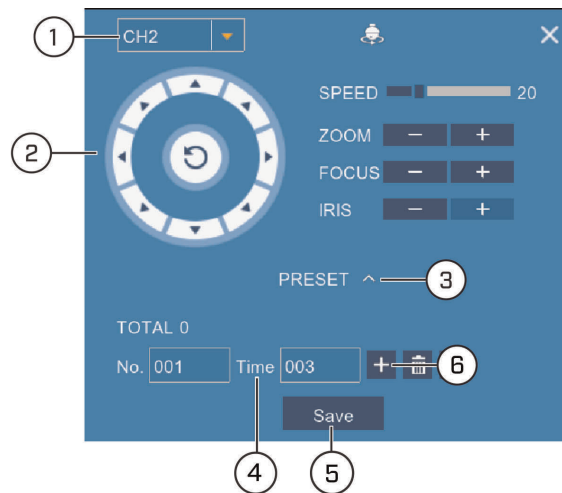 1 CH2
SPEED 20
ZOOM - +
2
FOCUS - +
IRIS - +
PRESET 3
TOTAL 0
No. 001 Time 003 + 6
Save
4 5